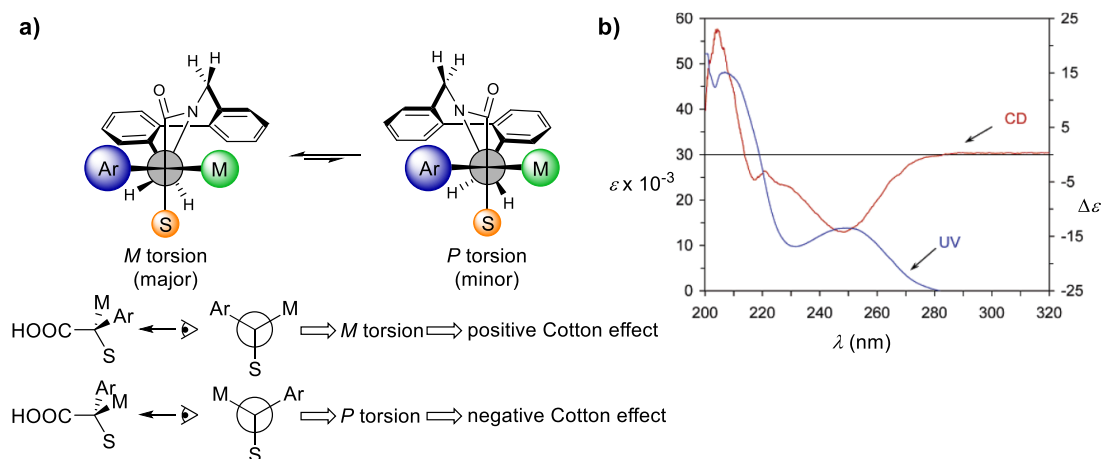 a)
H H
O
N
Ar
M
H H
S
M torsion
(major)
H H
O
N
Ar
M
H H
S
P torsion
(minor)
HOOC
M
Ar
S
Ar
M
S
M torsion
positive Cotton effect
HOOC
Ar
M
S
M
Ar
S
P torsion
negative Cotton effect
b)
60
50
40
30
20
10
0
ε x 10⁻³
25
15
5
-5
-15
-25
Δε
CD
UV
200 220 240 260 280 300 320
λ (nm)